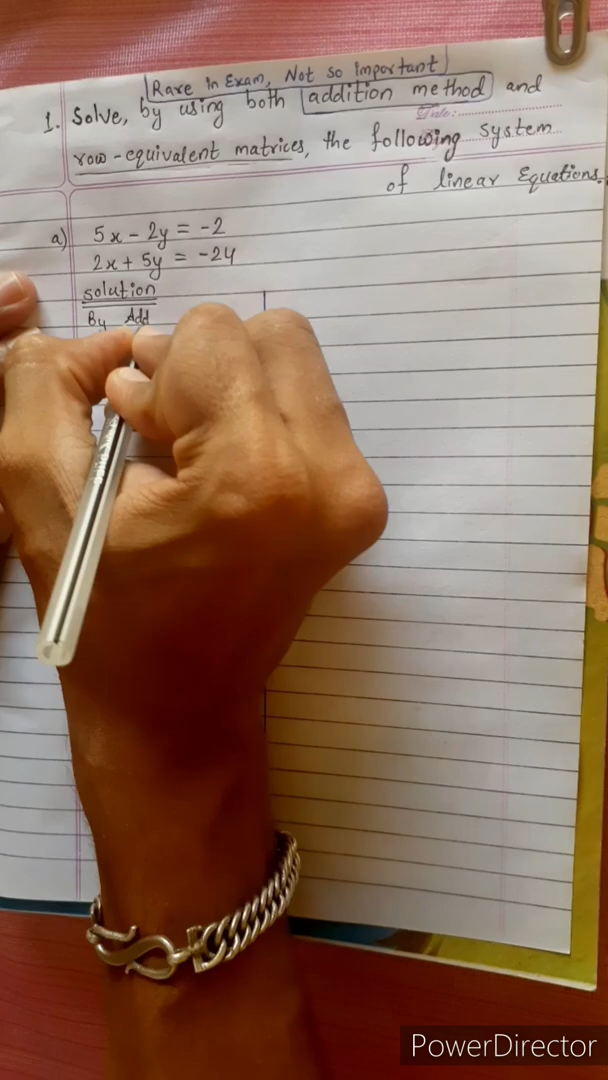 Rare in Exam, Not so important
1. Solve, by using both addition method and
Date:
row-equivalent matrices, the following system
of linear Equations.
a) 5x - 2y = -2
2x + 5y = -24
solution
By Add
PowerDirector